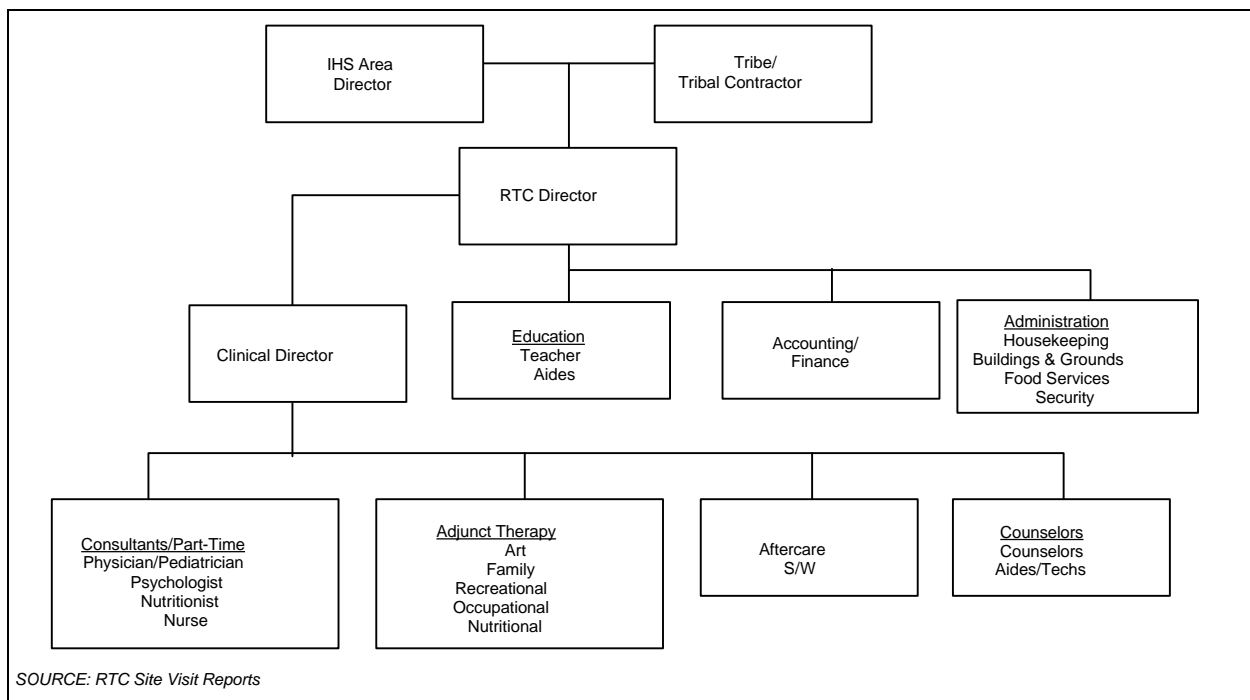 IHS Area
Director
Tribe/
Tribal Contractor
RTC Director
Clinical Director
Education
Teacher
Aides
Accounting/
Finance
Administration
Housekeeping
Buildings & Grounds
Food Services
Security
Consultants/Part-Time
Physician/Pediatrician
Psychologist
Nutritionist
Nurse
Adjunct Therapy
Art
Family
Recreational
Occupational
Nutritional
Aftercare
S/W
Counselors
Counselors
Aides/Techs
SOURCE: RTC Site Visit Reports